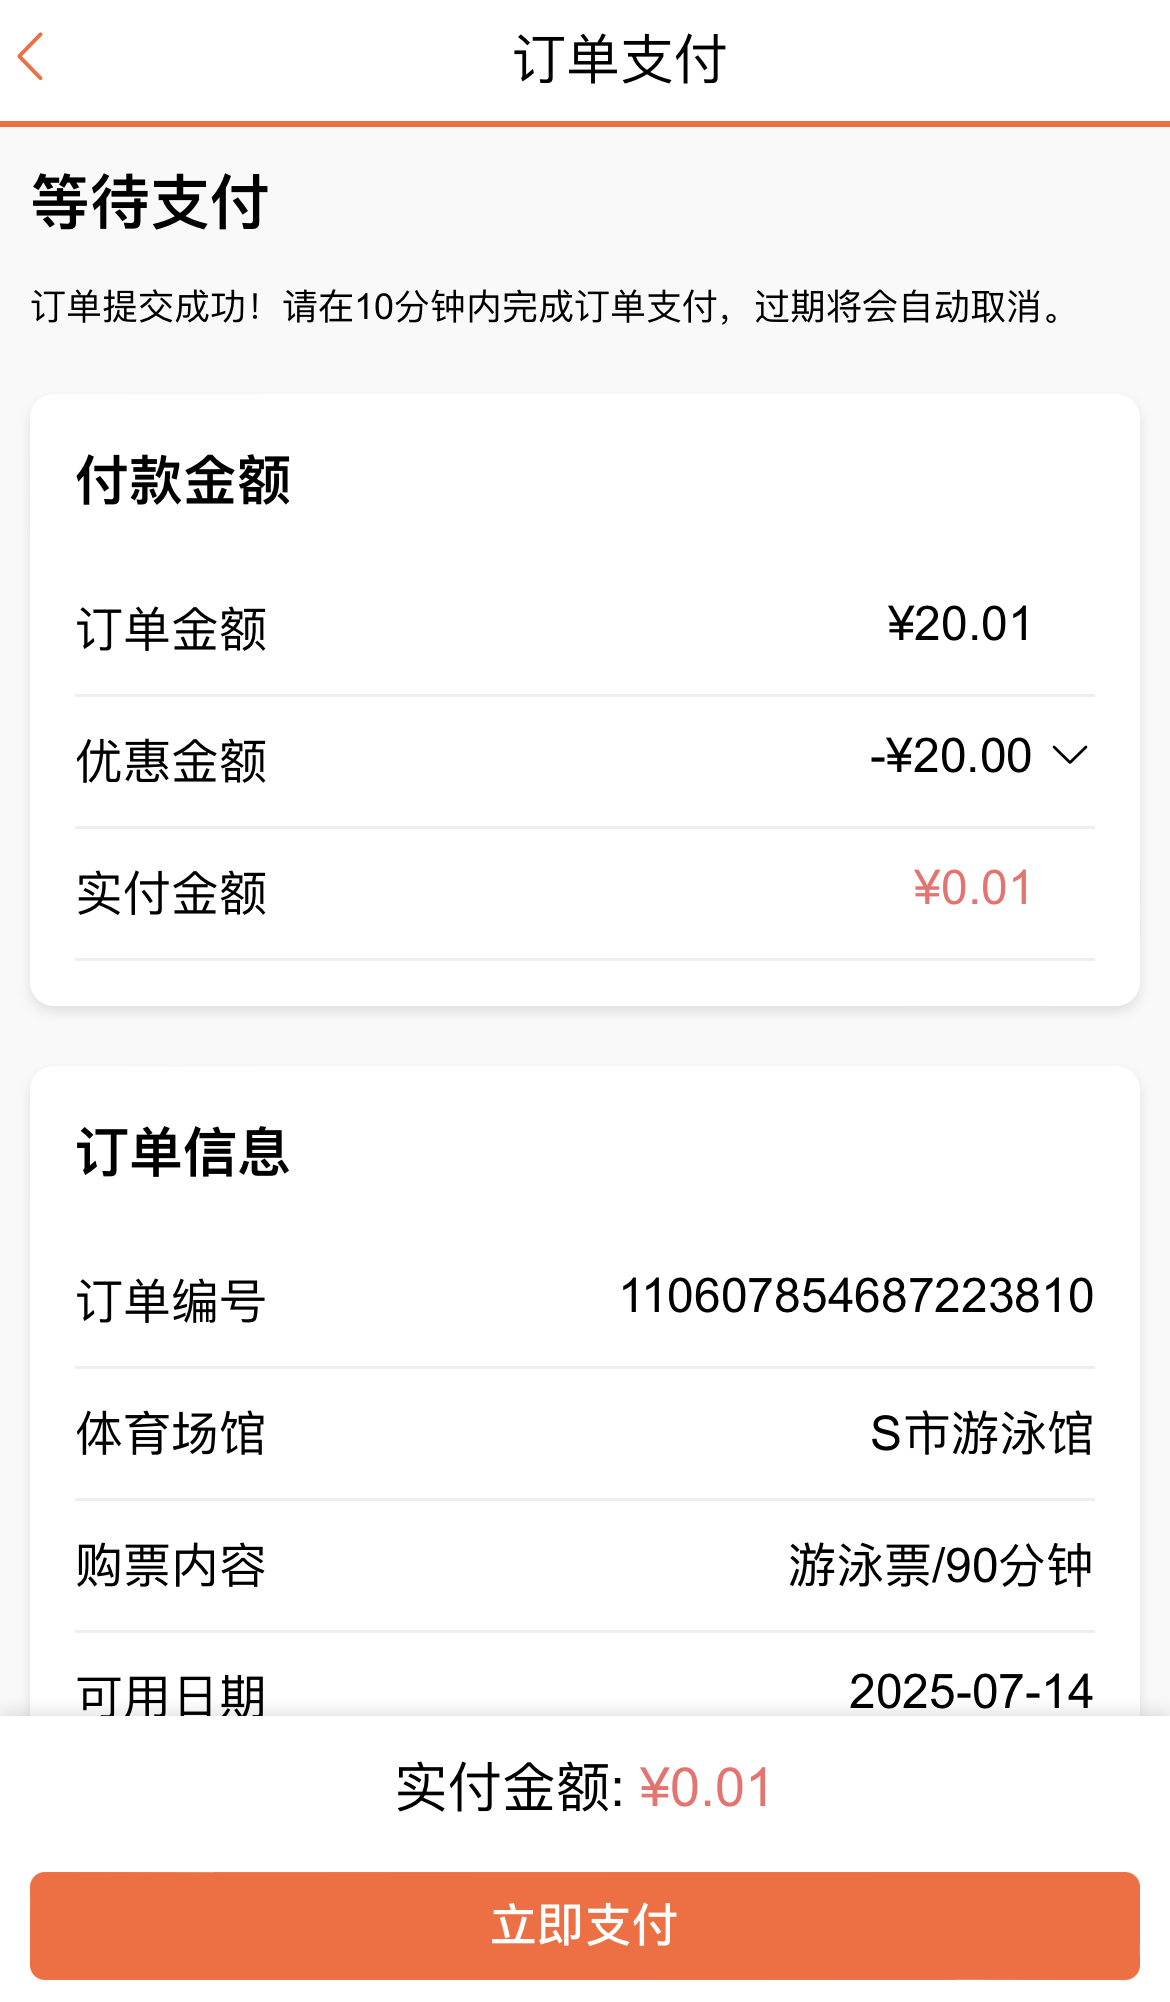 订单支付
等待支付
订单提交成功！请在10分钟内完成订单支付，过期将会自动取消。
付款金额
订单金额 ¥20.01
优惠金额 -¥20.00
实付金额 ¥0.01
订单信息
订单编号 110607854687223810
体育场馆 S市游泳馆
购票内容 游泳票/90分钟
可用日期 2025-07-14
实付金额: ¥0.01
立即支付